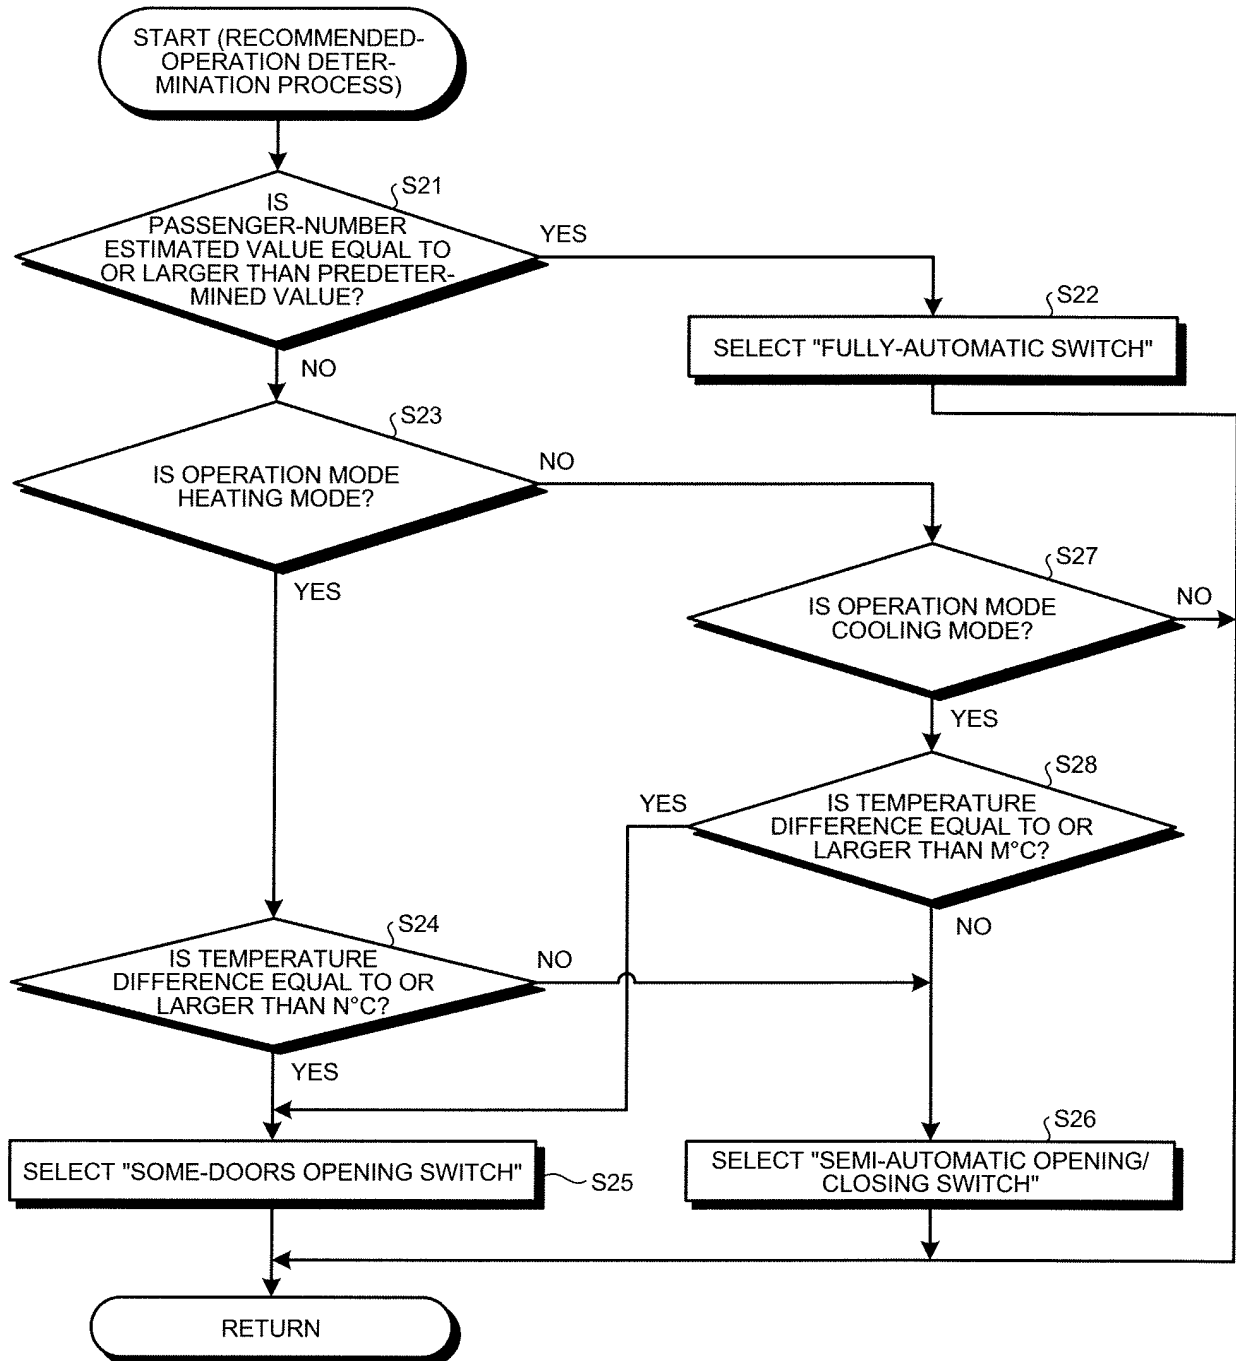 START (RECOMMENDED-
OPERATION DETER-
MINATION PROCESS)
S21
IS
PASSENGER-NUMBER
ESTIMATED VALUE EQUAL TO
OR LARGER THAN PREDETER-
MINED VALUE?
YES
S22
SELECT "FULLY-AUTOMATIC SWITCH"
NO
S23
IS OPERATION MODE
HEATING MODE?
NO
YES
S27
IS OPERATION MODE
COOLING MODE?
NO
YES
S28
IS TEMPERATURE
DIFFERENCE EQUAL TO OR
LARGER THAN M°C?
YES
NO
S24
IS TEMPERATURE
DIFFERENCE EQUAL TO OR
LARGER THAN N°C?
NO
YES
SELECT "SOME-DOORS OPENING SWITCH"
S25
S26
SELECT "SEMI-AUTOMATIC OPENING/
CLOSING SWITCH"
RETURN